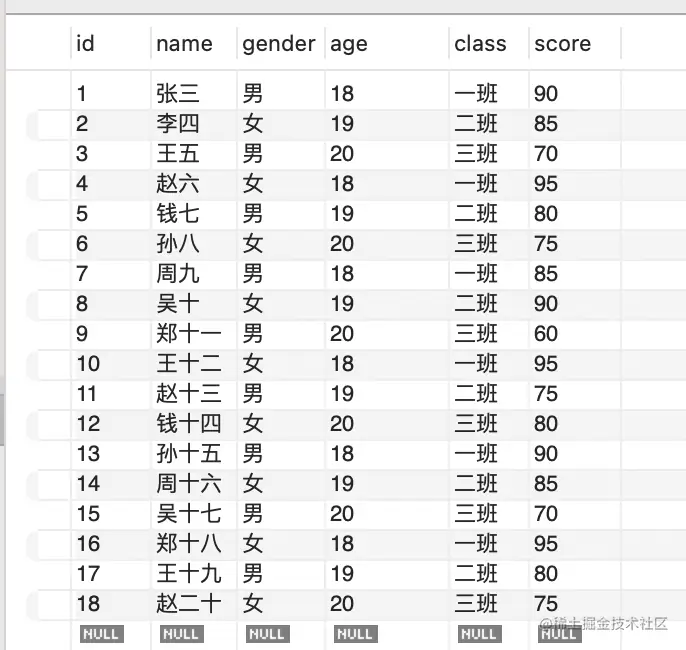 id name gender age class score
1 张三 男 18 一班 90
2 李四 女 19 二班 85
3 王五 男 20 三班 70
4 赵六 女 18 一班 95
5 钱七 男 19 二班 80
6 孙八 女 20 三班 75
7 周九 男 18 一班 85
8 吴十 女 19 二班 90
9 郑十一 男 20 三班 60
10 王十二 女 18 一班 95
11 赵十三 男 19 二班 75
12 钱十四 女 20 三班 80
13 孙十五 男 18 一班 90
14 周十六 女 19 二班 85
15 吴十七 男 20 三班 70
16 郑十八 女 18 一班 95
17 王十九 男 19 二班 80
18 赵二十 女 20 三班 75
NULL NULL NULL NULL NULL NULL
@稀土掘金技术社区